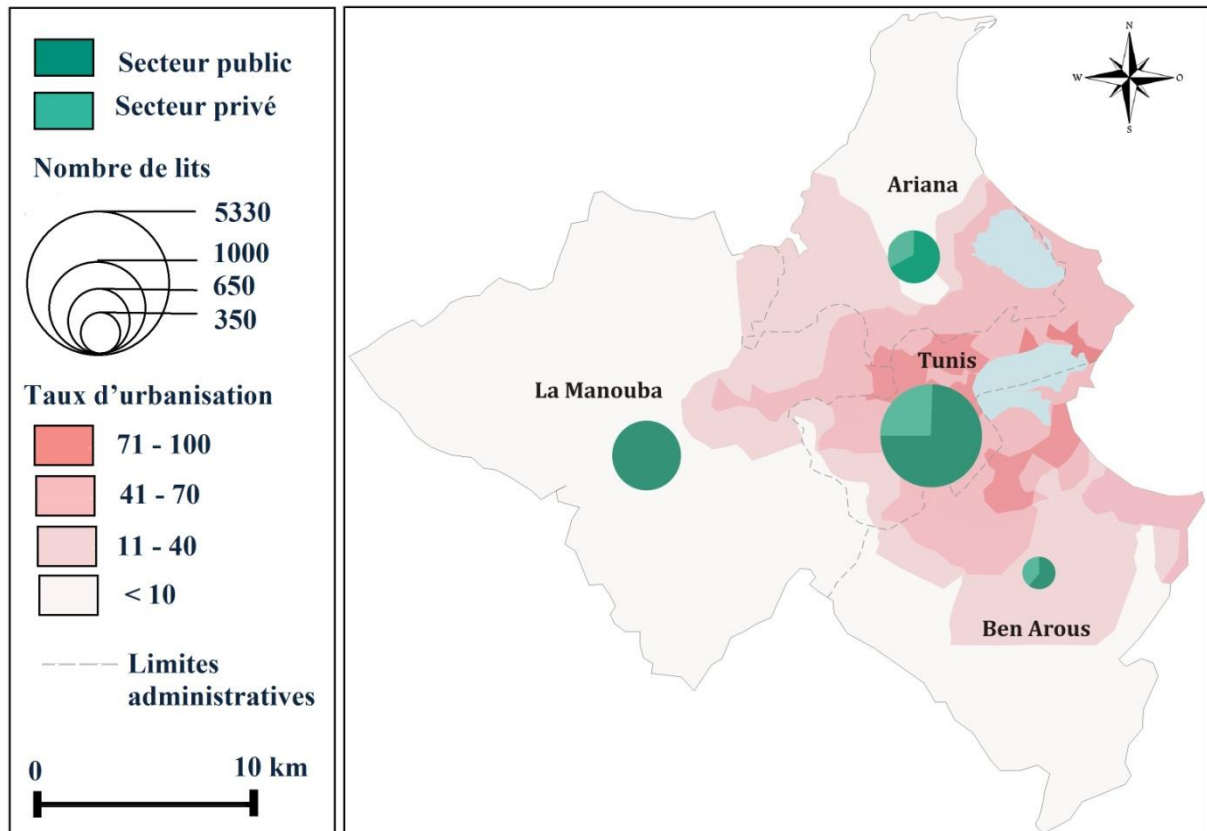 Secteur public
Secteur privé
Nombre de lits
5330
1000
650
350
Taux d'urbanisation
71 - 100
41 - 70
11 - 40
< 10
Limites
administratives
0 10 km
N
W O
S
Ariana
Tunis
La Manouba
Ben Arous